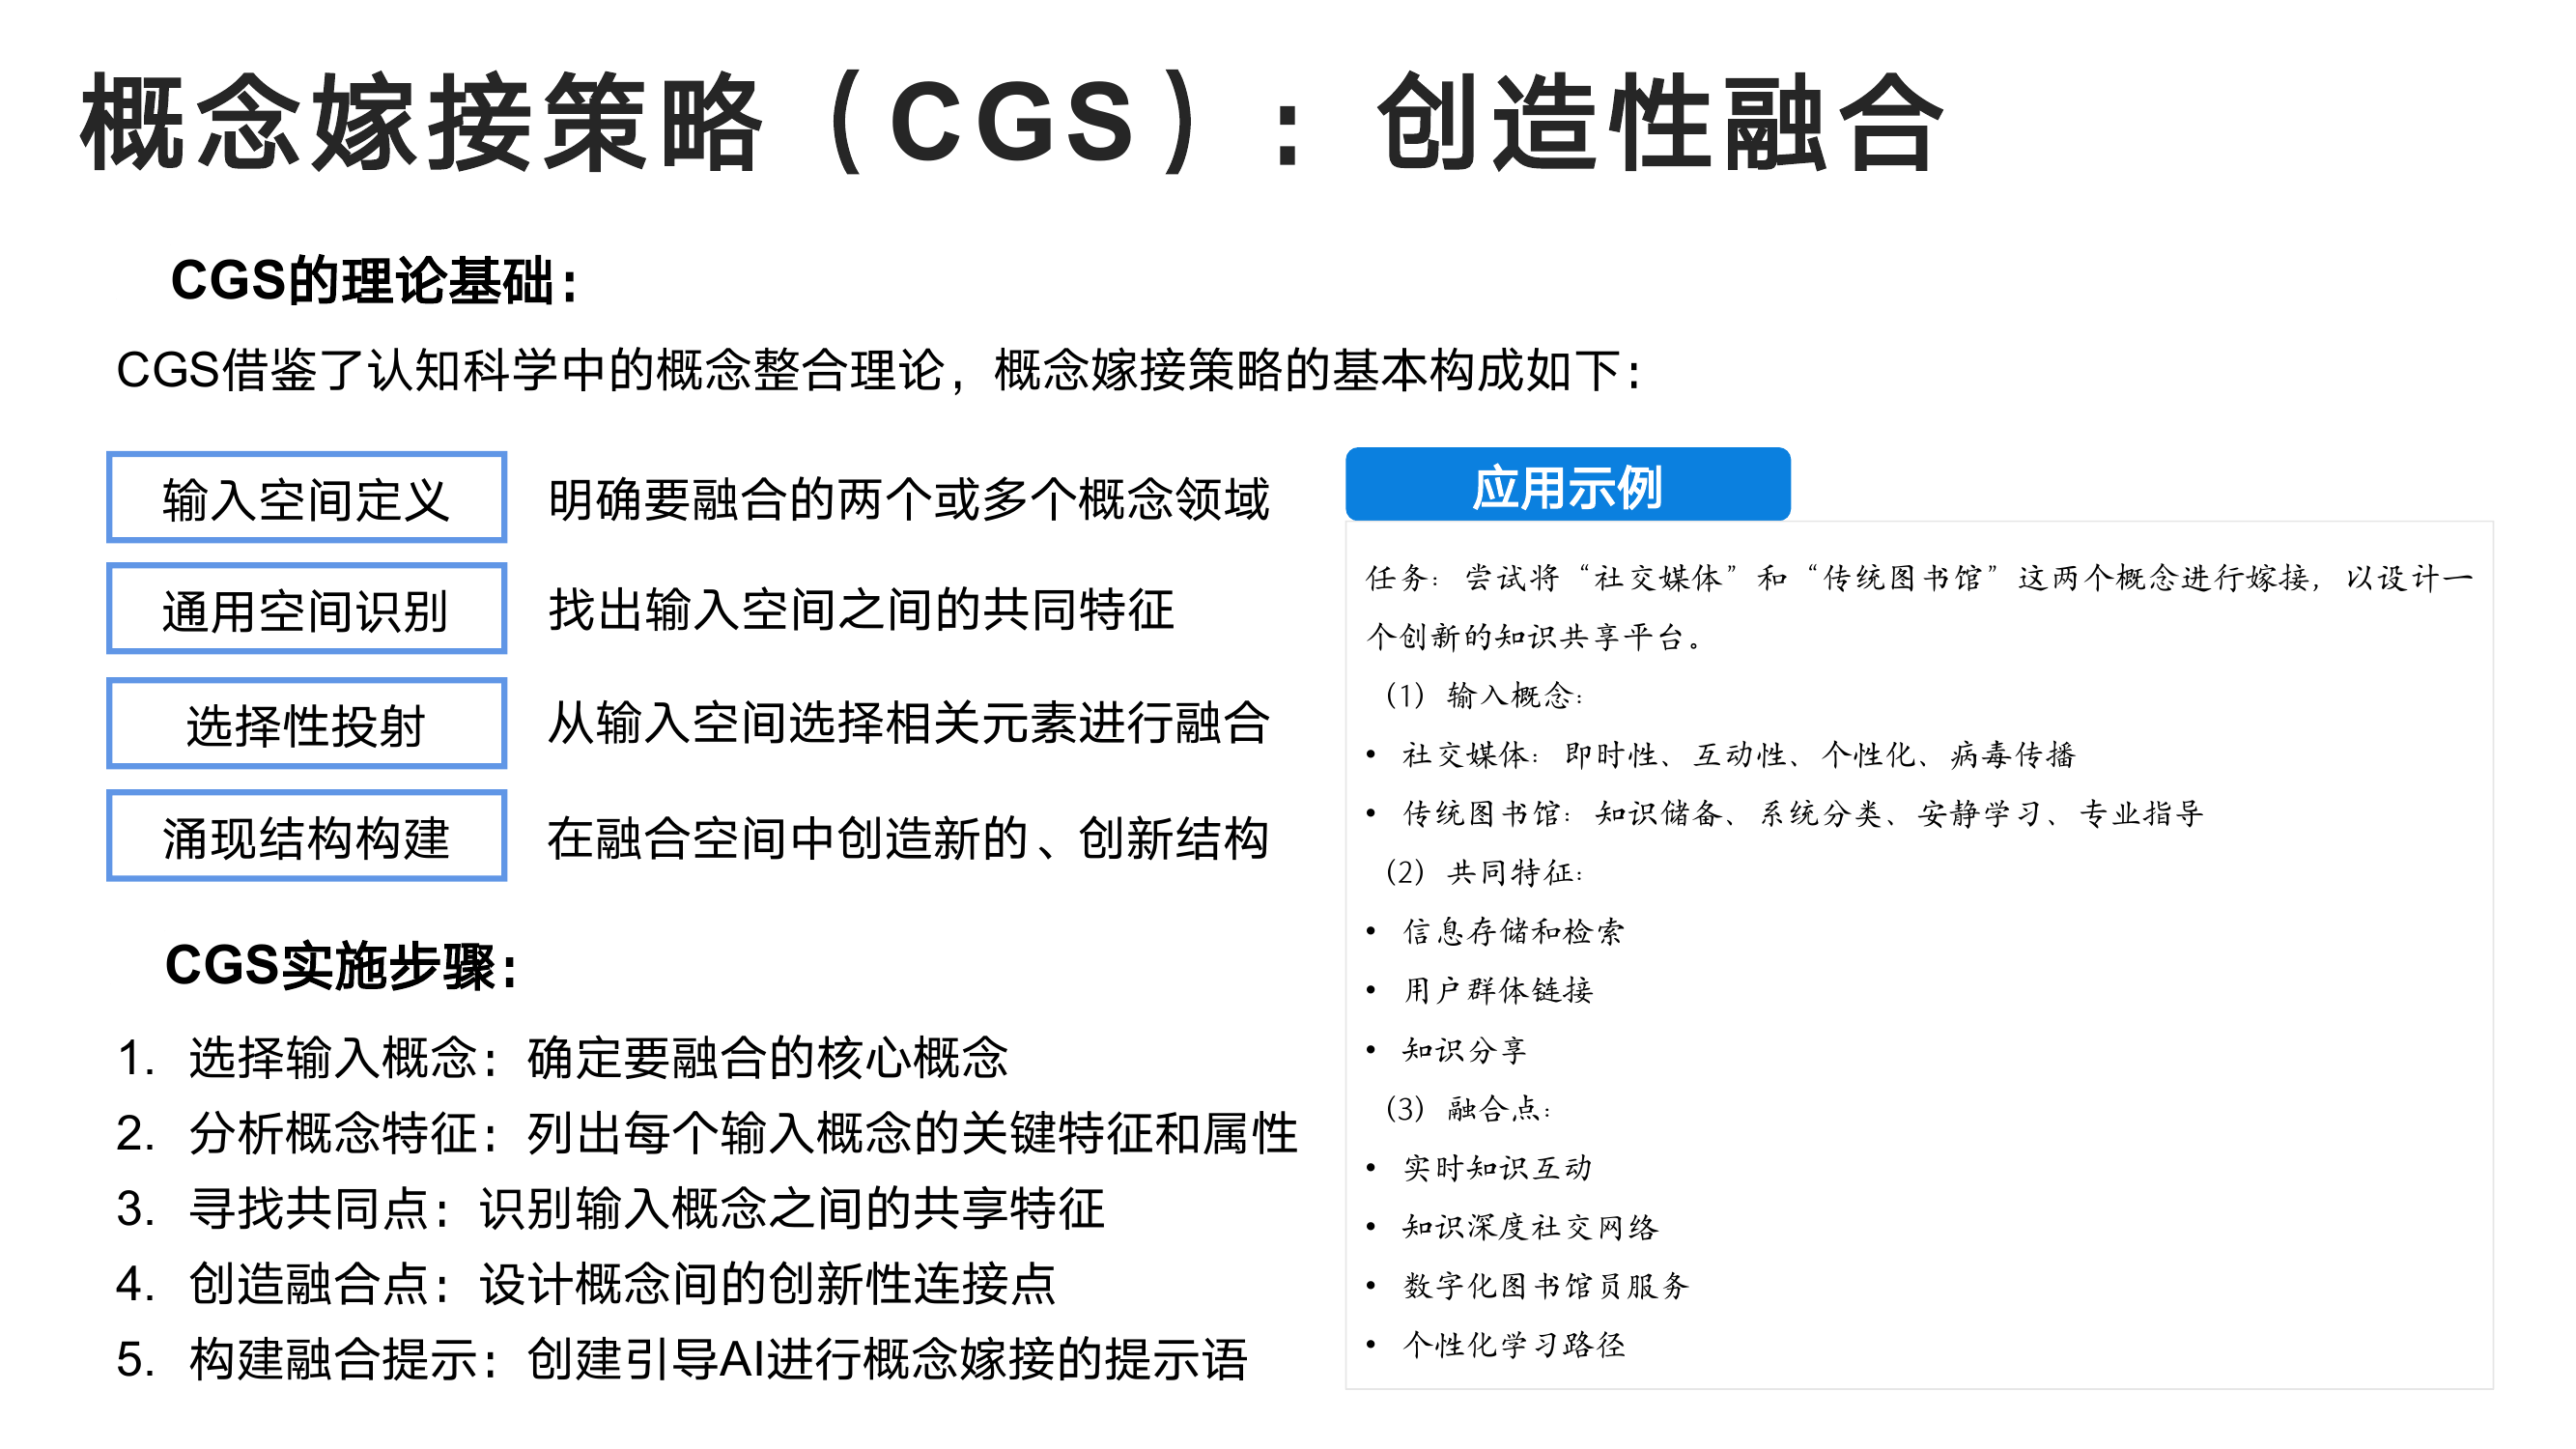 概念嫁接策略（CGS）：创造性融合
CGS的理论基础：
CGS借鉴了认知科学中的概念整合理论，概念嫁接策略的基本构成如下：
输入空间定义
明确要融合的两个或多个概念领域
通用空间识别
找出输入空间之间的共同特征
选择性投射
从输入空间选择相关元素进行融合
涌现结构构建
在融合空间中创造新的、创新结构
CGS实施步骤：
1. 选择输入概念：确定要融合的核心概念
2. 分析概念特征：列出每个输入概念的关键特征和属性
3. 寻找共同点：识别输入概念之间的共享特征
4. 创造融合点：设计概念间的创新性连接点
5. 构建融合提示：创建引导AI进行概念嫁接的提示语
应用示例
任务：尝试将“社交媒体”和“传统图书馆”这两个概念进行嫁接，以设计一
个创新的知识共享平台。
（1）输入概念：
• 社交媒体：即时性、互动性、个性化、病毒传播
• 传统图书馆：知识储备、系统分类、安静学习、专业指导
（2）共同特征：
• 信息存储和检索
• 用户群体链接
• 知识分享
（3）融合点：
• 实时知识互动
• 知识深度社交网络
• 数字化图书馆员服务
• 个性化学习路径